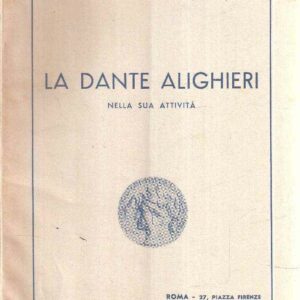 LA DANTE ALIGHIERI
NELLA SUA ATTIVITÀ
ROMA - 27, PIAZZA FIRENZE